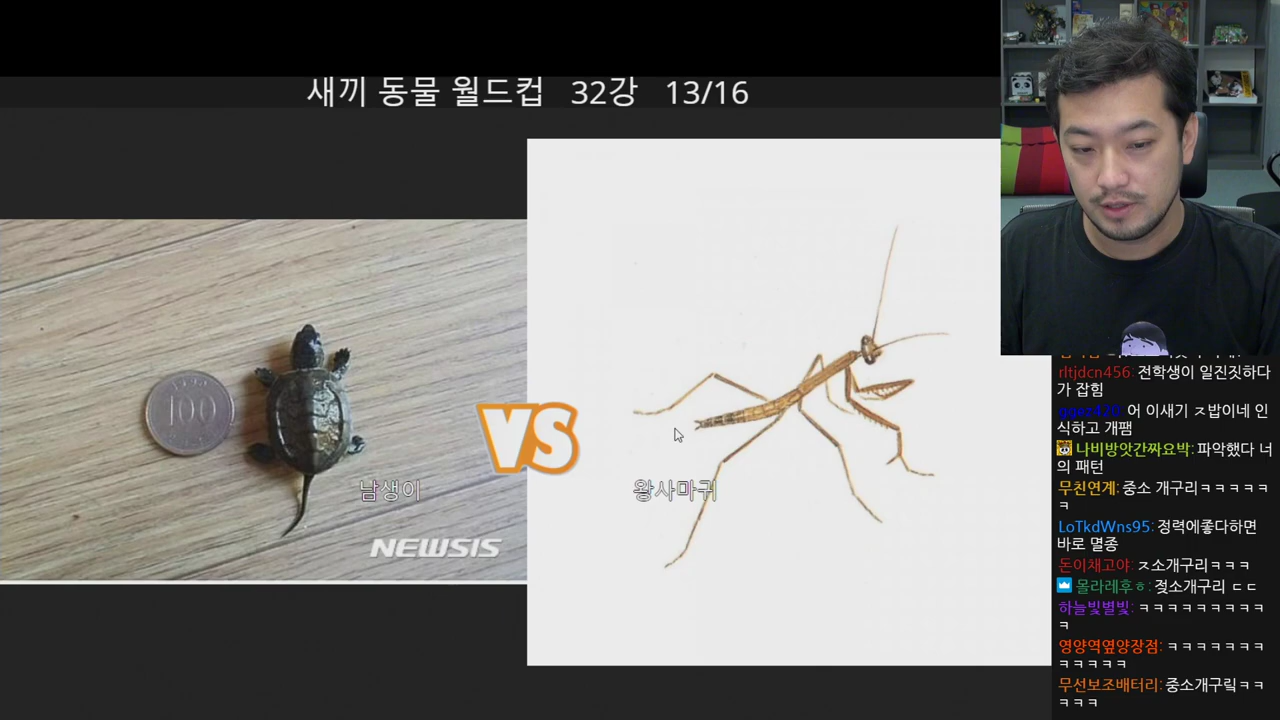 새끼 동물 월드컵 32강 13/16
100
VS
남생이
왕사마귀
NEWSIS
rltjdcn456: 전학생이 일진짓하다
가 잡힘
ggez420: 어 이새기 ㅈ밥이네 인
식하고 개팸
나비방앗간짜요박: 파악했다 너
의 패턴
무친연계: 중소 개구리ㅋㅋㅋㅋㅋ
ㅋ
LoTkdWns95: 정력에좋다하면
바로 멸종
돈이채고야: ㅈ소개구리ㅋㅋㅋ
몰라레후ㅎ: 젖소개구리 ㄷㄷ
하늘빛별빛: ㅋㅋㅋㅋㅋㅋㅋㅋㅋㅋ
ㅋ
영양역옆양장점: ㅋㅋㅋㅋㅋㅋㅋㅋ
ㅋㅋㅋㅋㅋ
무선보조배터리: 중소개구릭ㅋㅋ
ㅋㅋㅋ